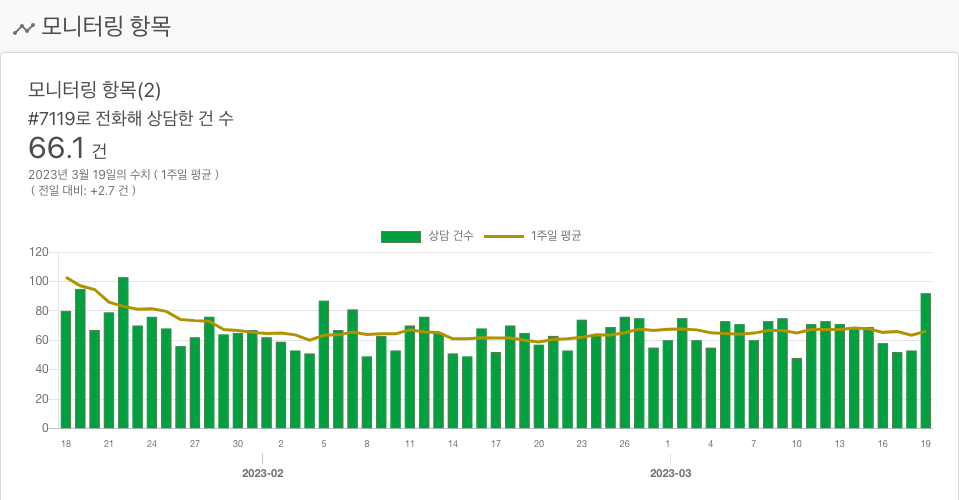 모니터링 항목
모니터링 항목(2)
#7119로 전화해 상담한 건 수
66.1 건
2023년 3월 19일의 수치 ( 1주일 평균 )
( 전일 대비: +2.7 건 )
상담 건수 1주일 평균
120
100
80
60
40
20
0
18 21 24 27 30 2 5 8 11 14 17 20 23 26 1 4 7 10 13 16 19
2023-02 2023-03